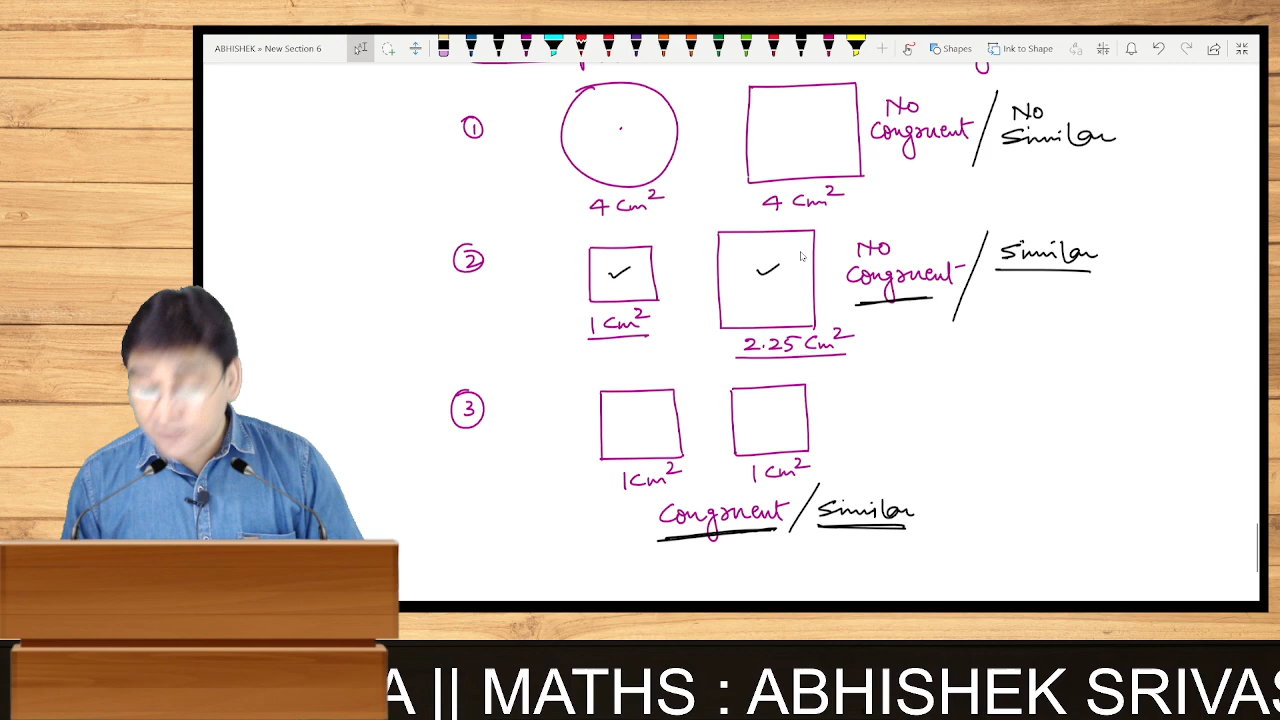 ABHISHEK » New Section 6
Shapes
Ink to Shape
①
4 cm²
4 cm²
No
Congruent
/
No
Similar
②
1 cm²
2.25 cm²
No
Congruent
/
Similar
③
1 cm²
1 cm²
Congruent / Similar
A || MATHS : ABHISHEK SRIVAS